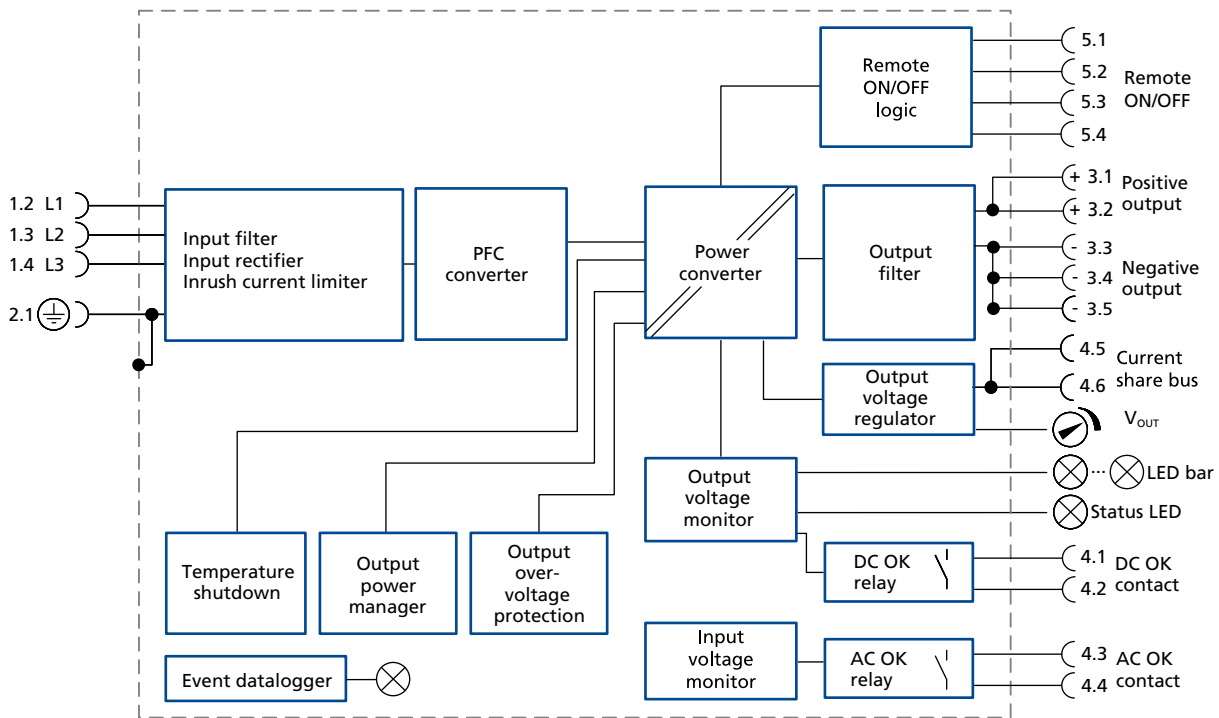 Remote
ON/OFF
logic
5.1
5.2
5.3
5.4
Remote
ON/OFF
1.2 L1
1.3 L2
1.4 L3
2.1
Input filter
Input rectifier
Inrush current limiter
PFC
converter
Power
converter
Output
filter
+ 3.1
+ 3.2
Positive
output
- 3.3
- 3.4
- 3.5
Negative
output
Output
voltage
regulator
4.5
4.6
Current
share bus
VOUT
Output
voltage
monitor
... LED bar
Status LED
Temperature
shutdown
Output
power
manager
Output
over-
voltage
protection
DC OK
relay
4.1
4.2
DC OK
contact
Input
voltage
monitor
AC OK
relay
4.3
4.4
AC OK
contact
Event datalogger